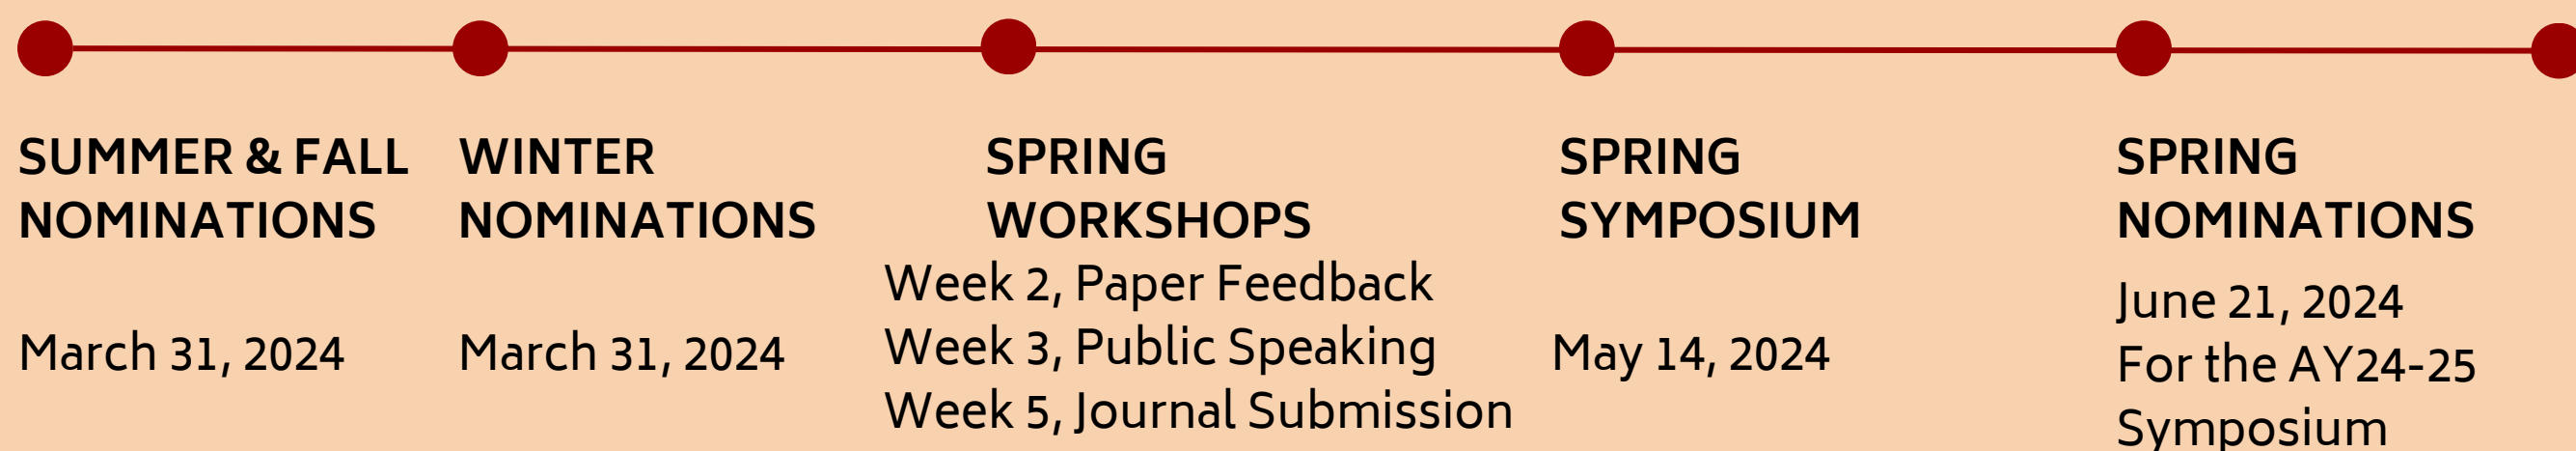 SUMMER & FALL
NOMINATIONS
March 31, 2024
WINTER
NOMINATIONS
March 31, 2024
SPRING
WORKSHOPS
Week 2, Paper Feedback
Week 3, Public Speaking
Week 5, Journal Submission
SPRING
SYMPOSIUM
May 14, 2024
SPRING
NOMINATIONS
June 21, 2024
For the AY24-25
Symposium